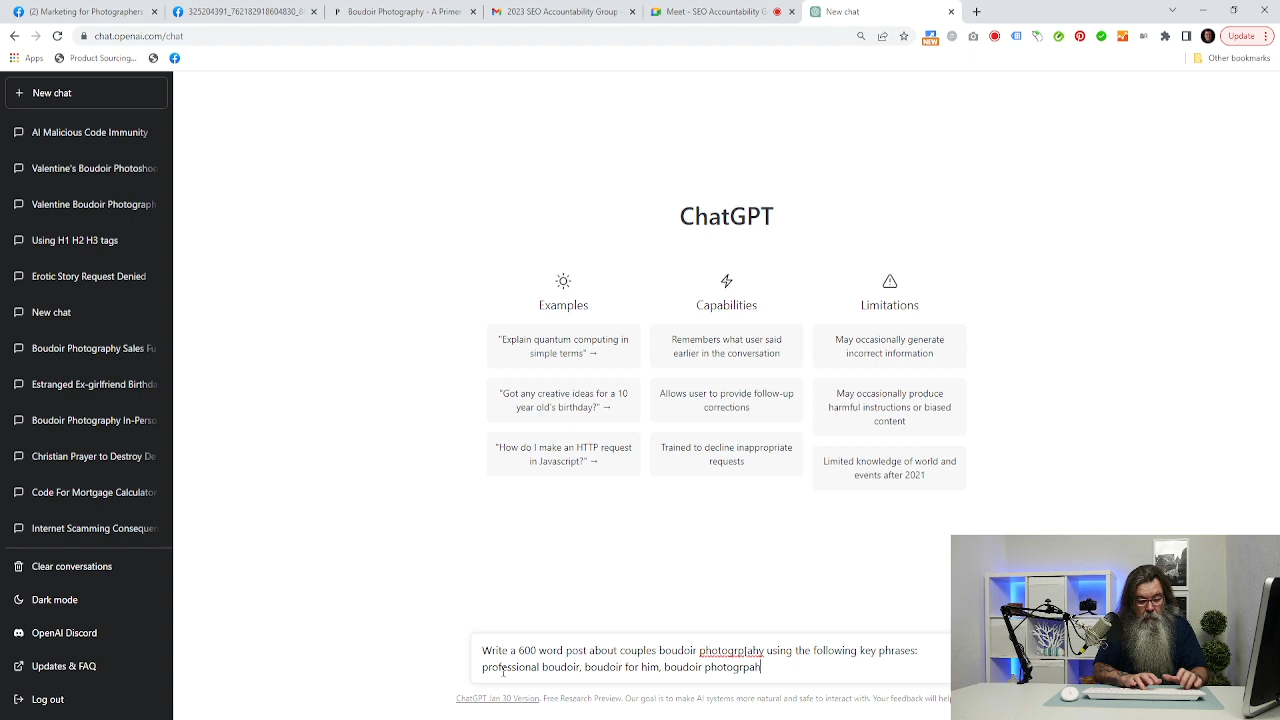 (2) Marketing for Photographers
325204391_762182918604830_8
Boudoir Photography - A Primer
2023 SEO Accountability Group -
Meet - SEO Accountability G
New chat
chat.openai.com/chat
NEW
Update
Apps
Product Sourcing...
Other bookmarks
New chat
AI Malicious Code Immunity
Valentine's Boudoir Photoshoo
Valentine Boudoir Photograph
Using H1 H2 H3 tags
Erotic Story Request Denied
New chat
Boudoir Photography Sales Fu
Estranged Ex-girlfriend Birthda
Boudoir Photography In-Perso
Christian Prayer to Destroy De
Code For Mortgage Calculator
Internet Scamming Consequen
Clear conversations
Dark mode
OpenAI Discord
Updates & FAQ
Log out
ChatGPT
Examples
Capabilities
Limitations
"Explain quantum computing in
simple terms" →
Remembers what user said
earlier in the conversation
May occasionally generate
incorrect information
"Got any creative ideas for a 10
year old's birthday?" →
Allows user to provide follow-up
corrections
May occasionally produce
harmful instructions or biased
content
"How do I make an HTTP request
in Javascript?" →
Trained to decline inappropriate
requests
Limited knowledge of world and
events after 2021
Write a 600 word post about couples boudoir photogrplahy using the following key phrases:
professional boudoir, boudoir for him, boudoir photogrpah
ChatGPT Jan 30 Version. Free Research Preview. Our goal is to make AI systems more natural and safe to interact with. Your feedback will help